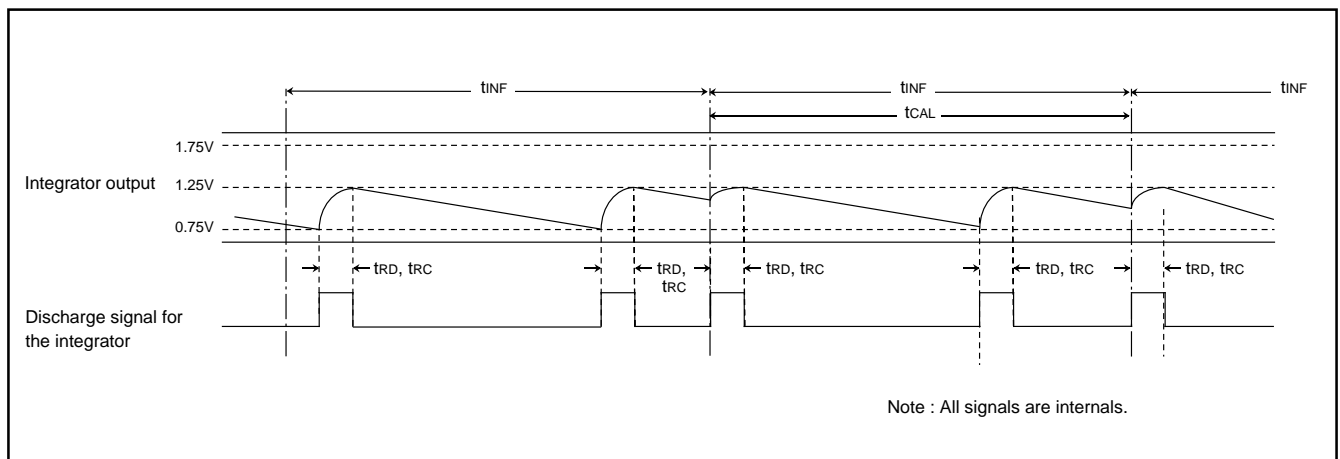 tINF
tINF
tINF
tCAL
1.75V
Integrator output
1.25V
0.75V
tRD, tRC
tRD,
tRC
tRD, tRC
tRD, tRC
tRD, tRC
Discharge signal for
the integrator
Note : All signals are internals.